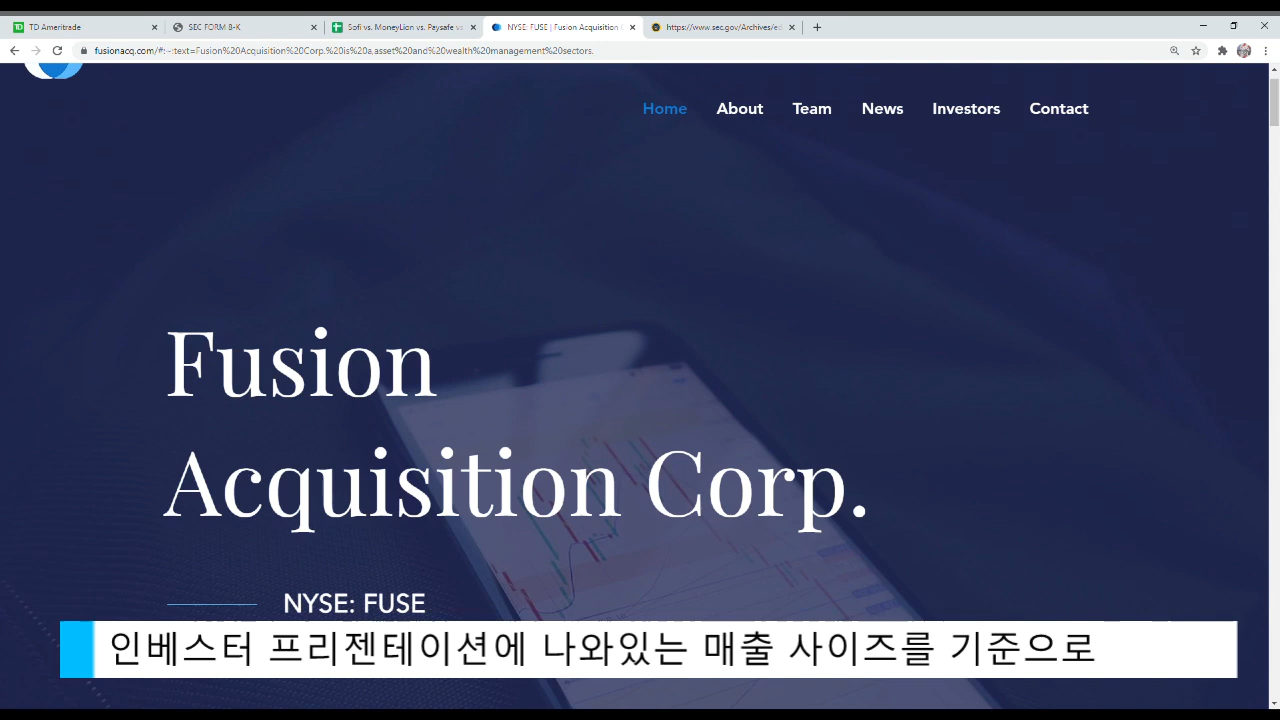 TD Ameritrade
SEC FORM 8-K
Sofi vs. MoneyLion vs. Paysafe vs
NYSE: FUSE | Fusion Acquisition C
https://www.sec.gov/Archives/ed
fusionacq.com/#:~:text=Fusion%20Acquisition%20Corp.%20is%20a,asset%20and%20wealth%20management%20sectors.
Home About Team News Investors Contact
Fusion
Acquisition Corp.
NYSE: FUSE
인베스터 프리젠테이션에 나와있는 매출 사이즈를 기준으로